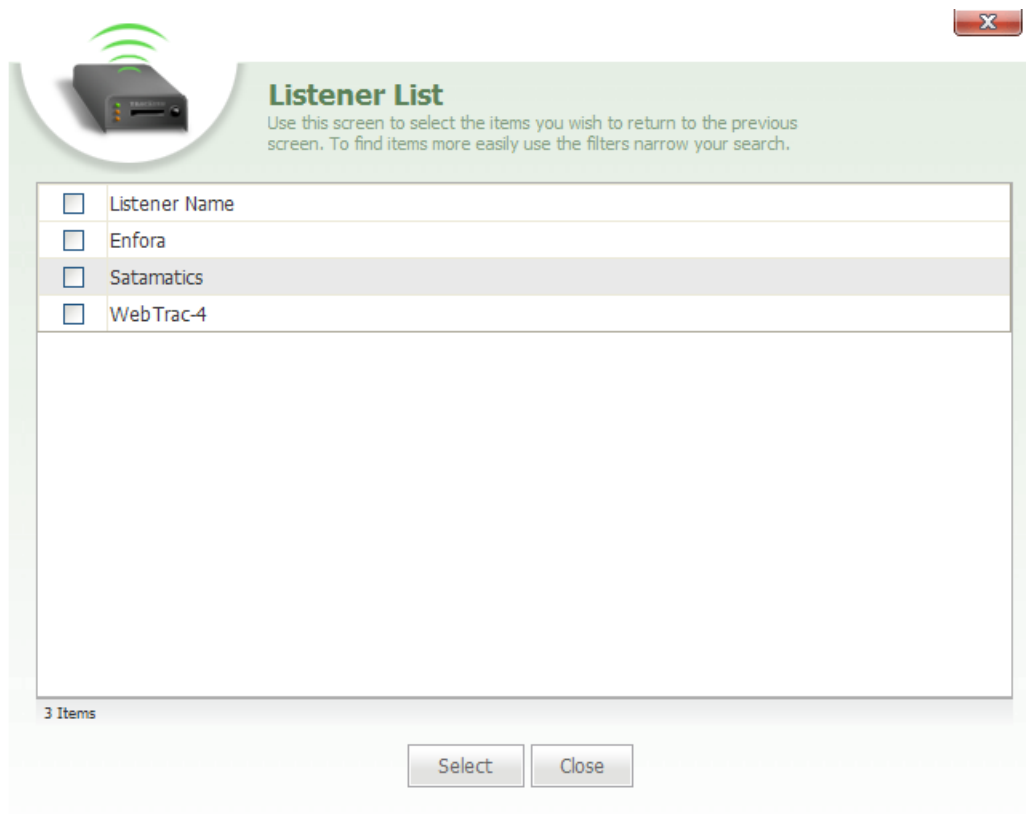 X
Listener List
Use this screen to select the items you wish to return to the previous
screen. To find items more easily use the filters narrow your search.
Listener Name
Enfora
Satamatics
WebTrac-4
3 Items
Select Close